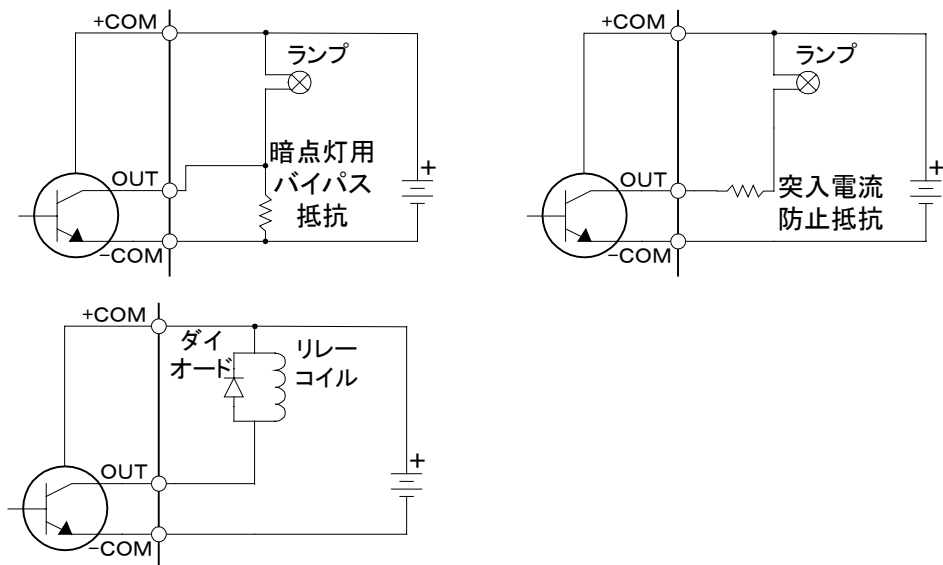 +COM
ランプ
暗点灯用
バイパス
抵抗
OUT
+
-COM
+COM
ランプ
OUT
突入電流
防止抵抗
+
-COM
+COM
ダイ
オード
リレー
コイル
OUT
+
-COM